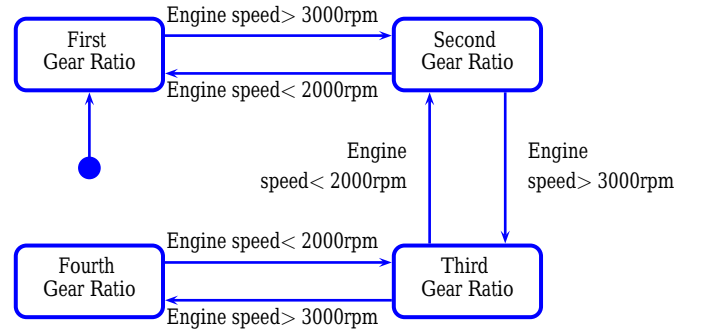 Engine speed> 3000rpm
First
Gear Ratio
Second
Gear Ratio
Engine speed< 2000rpm
Engine
speed< 2000rpm
Engine
speed> 3000rpm
Engine speed< 2000rpm
Fourth
Gear Ratio
Third
Gear Ratio
Engine speed> 3000rpm